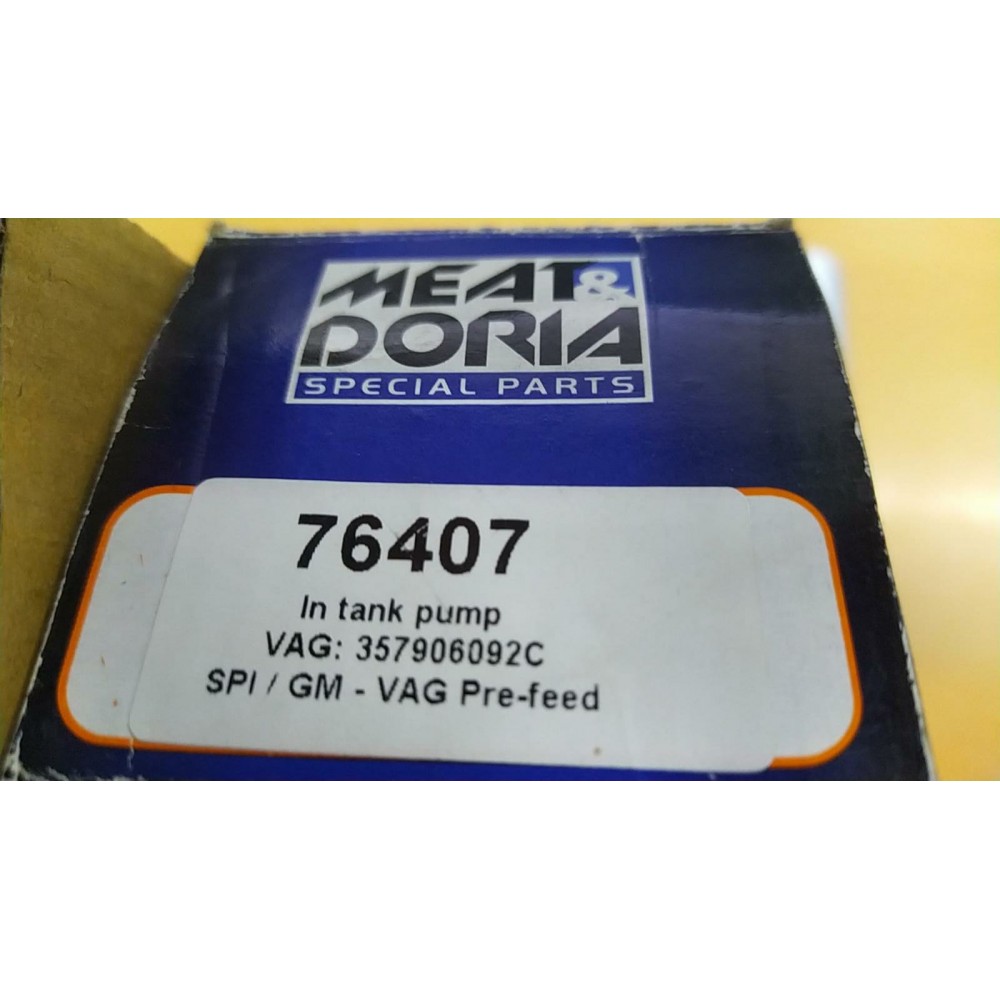 MEAT &
DORIA
SPECIAL PARTS
76407
In tank pump
VAG: 357906092C
SPI / GM - VAG Pre-feed